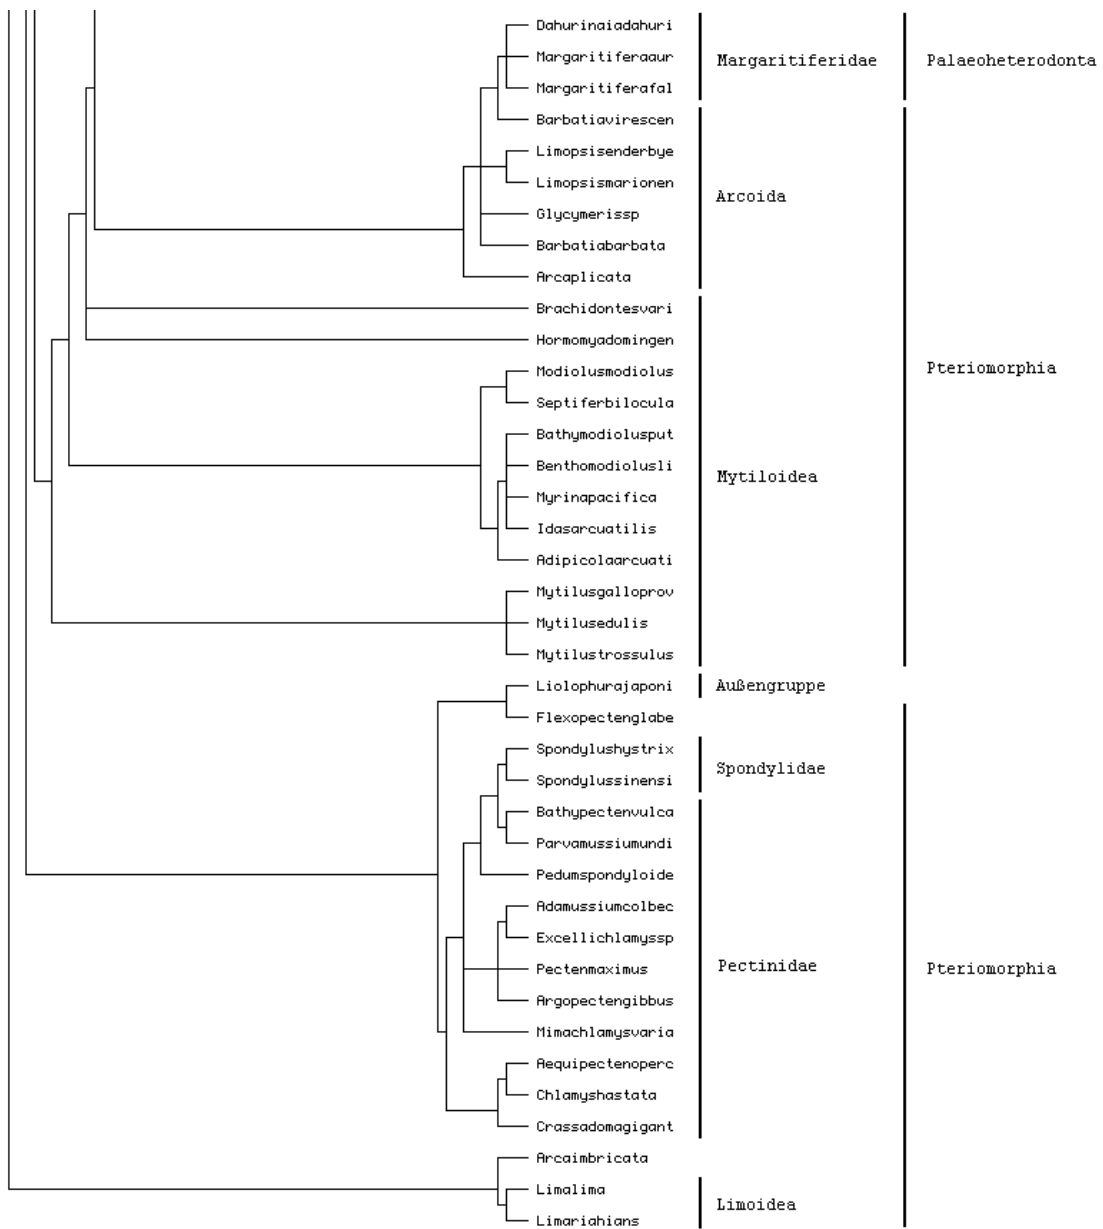 Dahurinaiadahuri
Margaritiferaaur
Margaritiferidae
Palaeoheterodonta
Margaritiferafal
Barbatiavirescen
Limopsisenderbye
Limopsismarionen
Arcoida
Glycymerissp
Barbatiabarbata
Arcaplicata
Brachidontesvari
Hormomyadomingen
Pteriomorphia
Modiolusmodiolus
Septiferbilocula
Bathymodiolusput
Benthomodiolusli
Mytiloidea
Myrinapacifica
Idasarcuatilis
Adipicolaarcuati
Mytilusgalloprov
Mytilusedulis
Mytilustrossulus
Liolophurajaponi
Außengruppe
Flexopectenglabe
Spondylushystrix
Spondylidae
Spondylussinensi
Bathypectenvulca
Parvamussiumundi
Pedumspondyloide
Adamussiumcolbec
Excellichlamyssp
Pectinidae
Pteriomorphia
Pectenmaximus
Argopectengibbus
Mimachlamysvaria
Aequipectenoperc
Chlamyshastata
Crassadomagigant
Arcaimbricata
Limalima
Limoidea
Limariahians